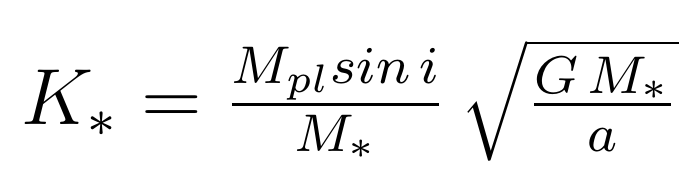 K_* = \frac{M_{pl} sin i}{M_*} \sqrt{\frac{G M_*}{a}}